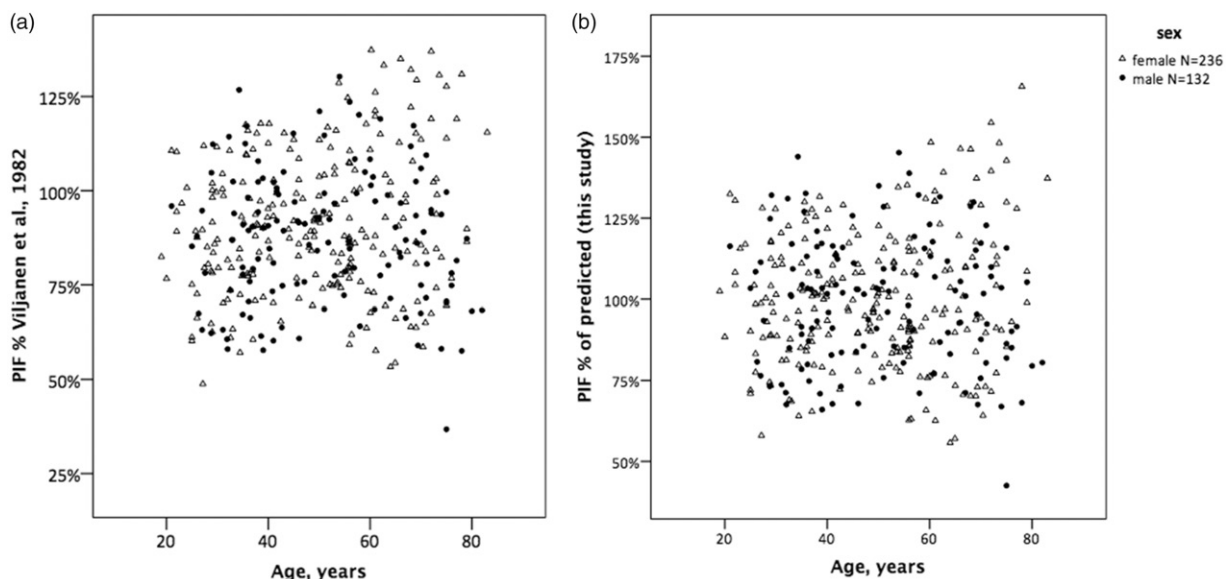 (a)
PIF % Viljanen et al., 1982
125%
100%
75%
50%
25%
20 40 60 80
Age, years
(b)
PIF % of predicted (this study)
175%
150%
125%
100%
75%
50%
20 40 60 80
Age, years
sex
female N=236
male N=132